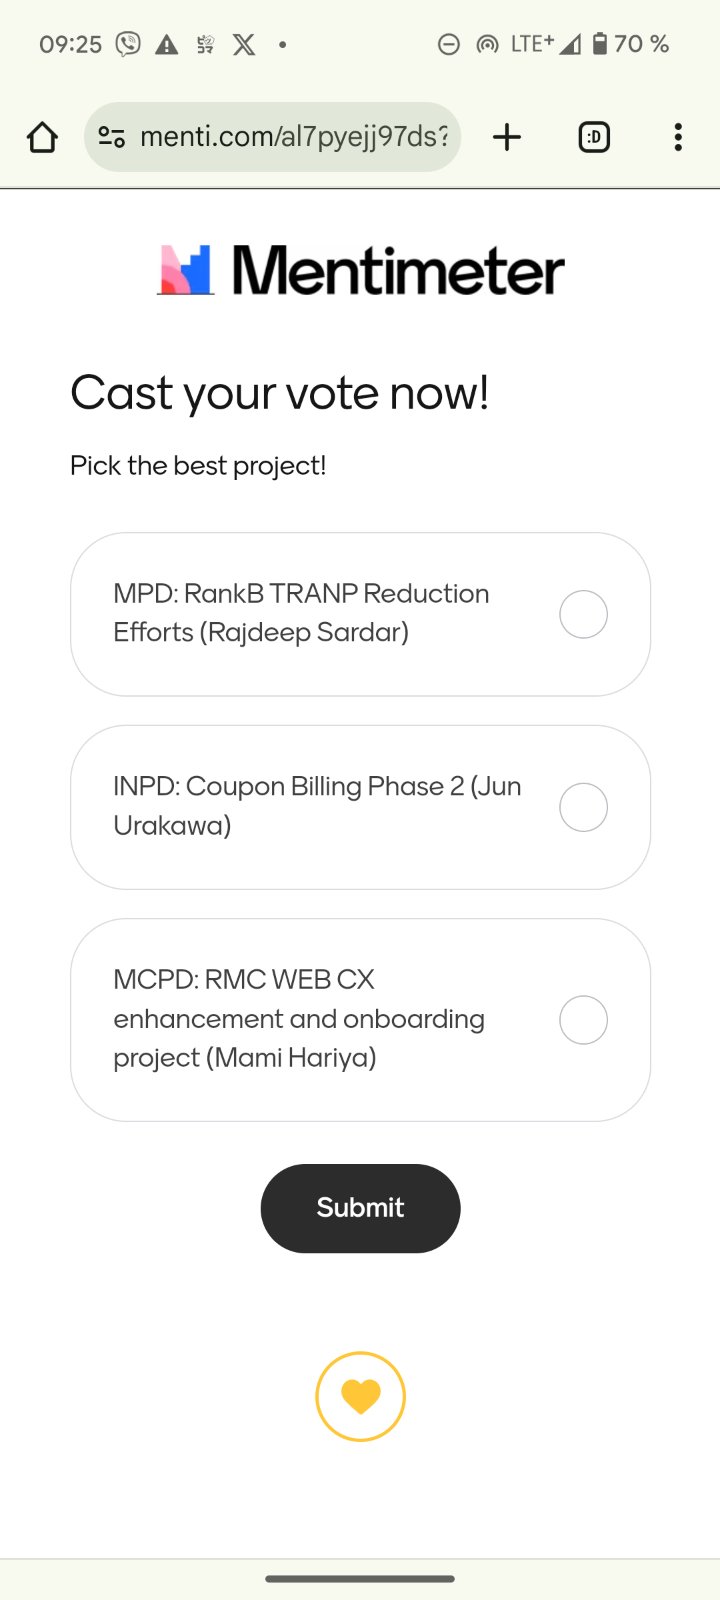 09:25 LTE+ 70 %
menti.com/al7pyejj97ds?
:D
Mentimeter
Cast your vote now!
Pick the best project!
MPD: RankB TRANP Reduction
Efforts (Rajdeep Sardar)
INPD: Coupon Billing Phase 2 (Jun
Urakawa)
MCPD: RMC WEB CX
enhancement and onboarding
project (Mami Hariya)
Submit